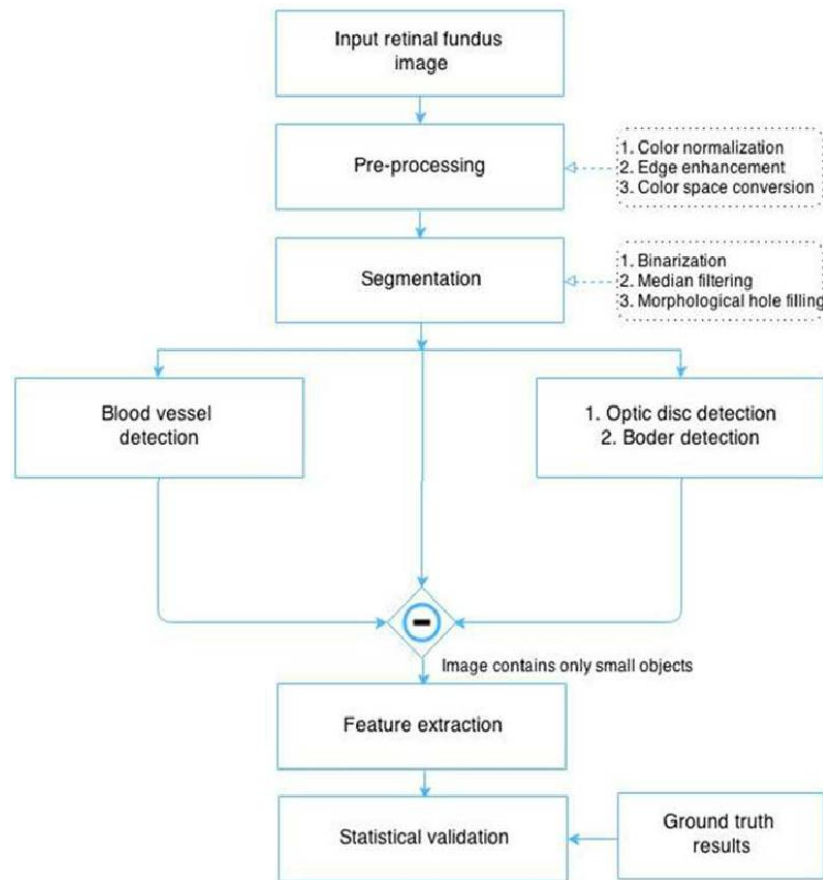 Input retinal fundus
image
Pre-processing
1. Color normalization
2. Edge enhancement
3. Color space conversion
Segmentation
1. Binarization
2. Median filtering
3. Morphological hole filling
Blood vessel
detection
1. Optic disc detection
2. Boder detection
Image contains only small objects
Feature extraction
Statistical validation
Ground truth
results